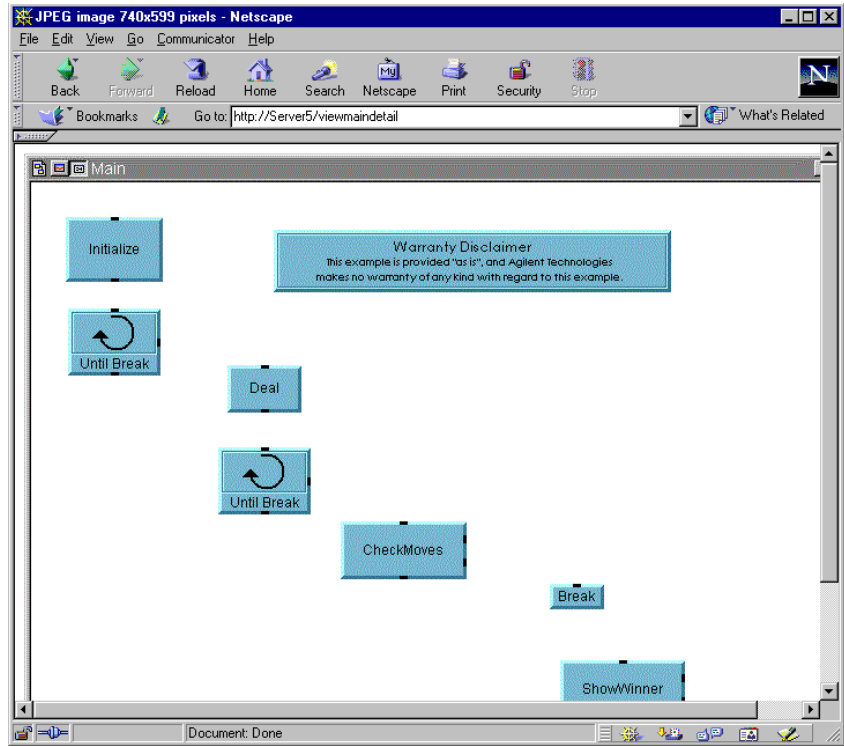 JPEG image 740x599 pixels - Netscape
File Edit View Go Communicator Help
Back Forward Reload Home Search My Netscape Print Security Stop
N
Bookmarks Go to: http://Server5/viewmaindetail What's Related
Main
Initialize
Warranty Disclaimer
This example is provided "as is", and Agilent Technologies
makes no warranty of any kind with regard to this example.
Until Break
Deal
Until Break
CheckMoves
Break
ShowWinner
Document: Done